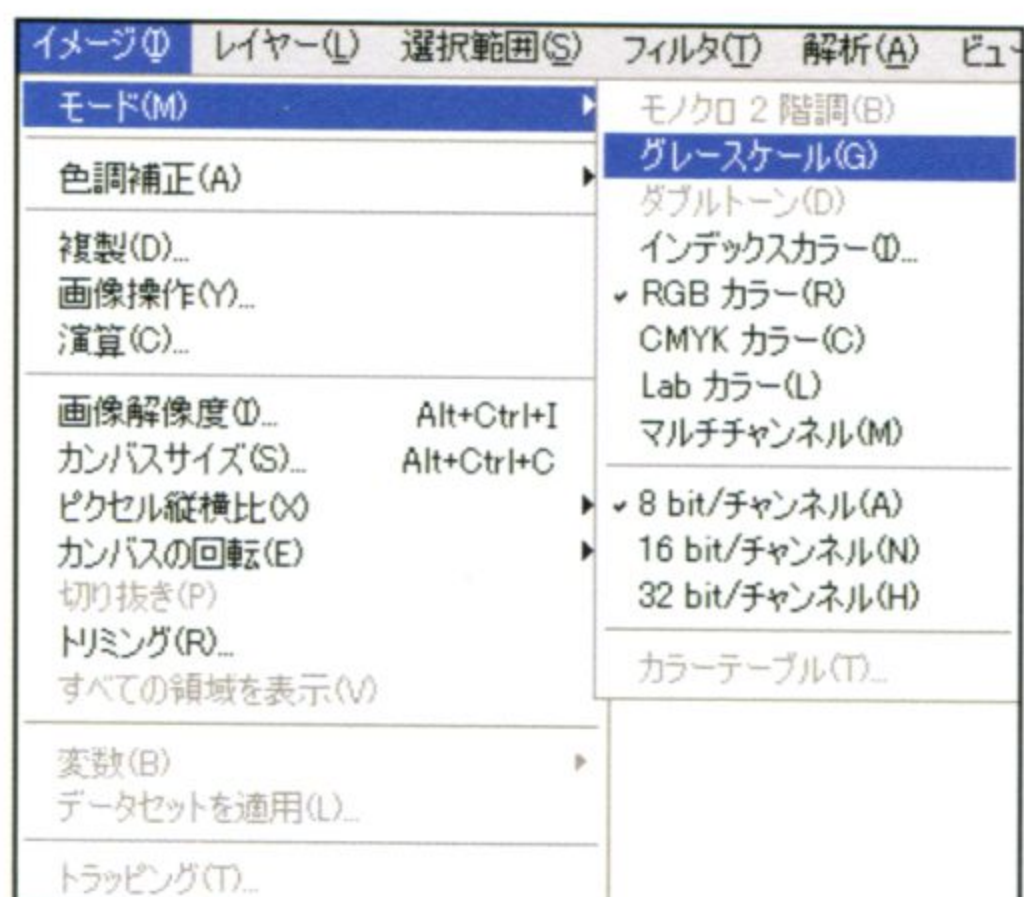 イメージ(I) レイヤー(L) 選択範囲(S) フィルタ(T) 解析(A) ビュー
モード(M)
色調補正(A)
複製(D)...
画像操作(Y)...
演算(C)...
画像解像度(I)... Alt+Ctrl+I
カンバスサイズ(S)... Alt+Ctrl+C
ピクセル縦横比(X)
カンバスの回転(E)
切り抜き(P)
トリミング(R)...
すべての領域を表示(V)
変数(B)
データセットを適用(L)...
トラッピング(T)...
モノクロ 2 階調(B)
グレースケール(G)
ダブルトーン(D)
インデックスカラー(I)...
✓ RGB カラー(R)
CMYK カラー(C)
Lab カラー(L)
マルチチャンネル(M)
✓ 8 bit/チャンネル(A)
16 bit/チャンネル(N)
32 bit/チャンネル(H)
カラーテーブル(T)...